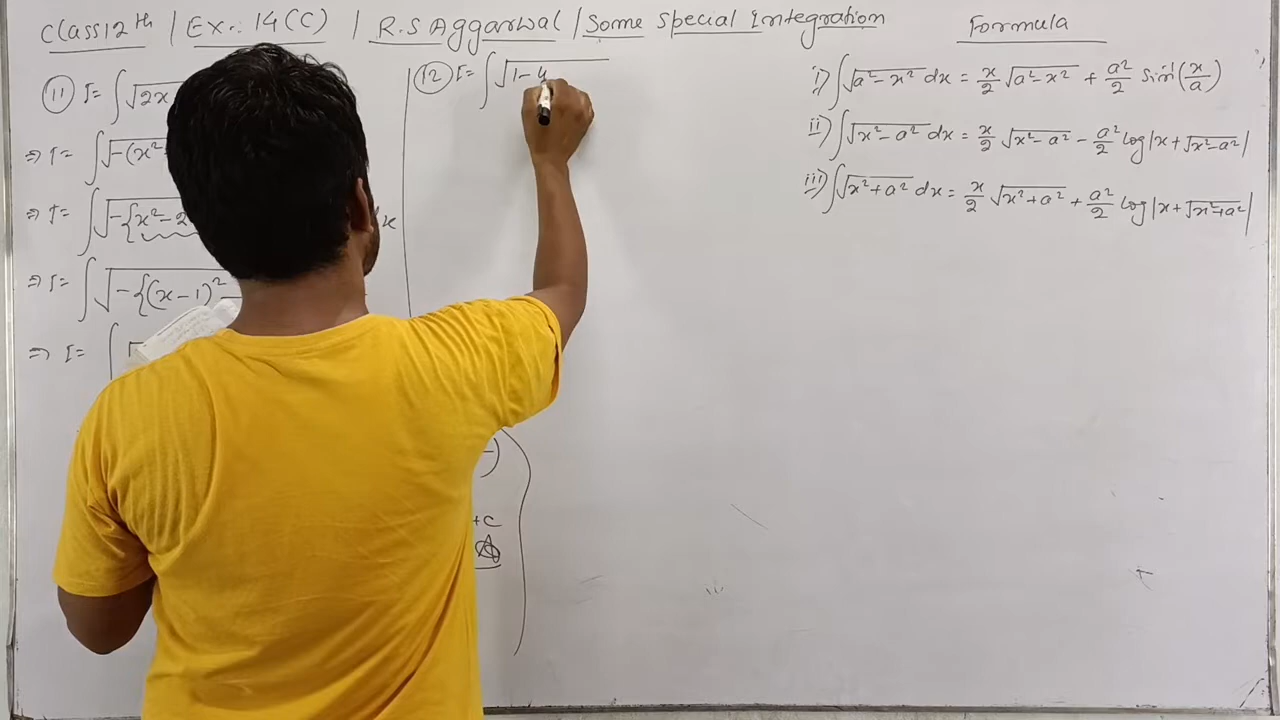 Class12th / Ex.: 14(C) / R.S Aggarwal / Some Special Integration
Formula
⑪ I = ∫√2x
⇒ I = ∫√-(x²
⇒ I = ∫√-{x²-2 x
⇒ I = ∫√-{(x-1)²
⇒ I = ∫√
+c
⑫ I = ∫√1-4
i) ∫√a²-x² dx = x/2 √a²-x² + a²/2 Sin⁻¹(x/a)
ii) ∫√x²-a² dx = x/2 √x²-a² - a²/2 log|x+√x²-a²|
iii) ∫√x²+a² dx = x/2 √x²+a² + a²/2 log|x+√x²+a²|